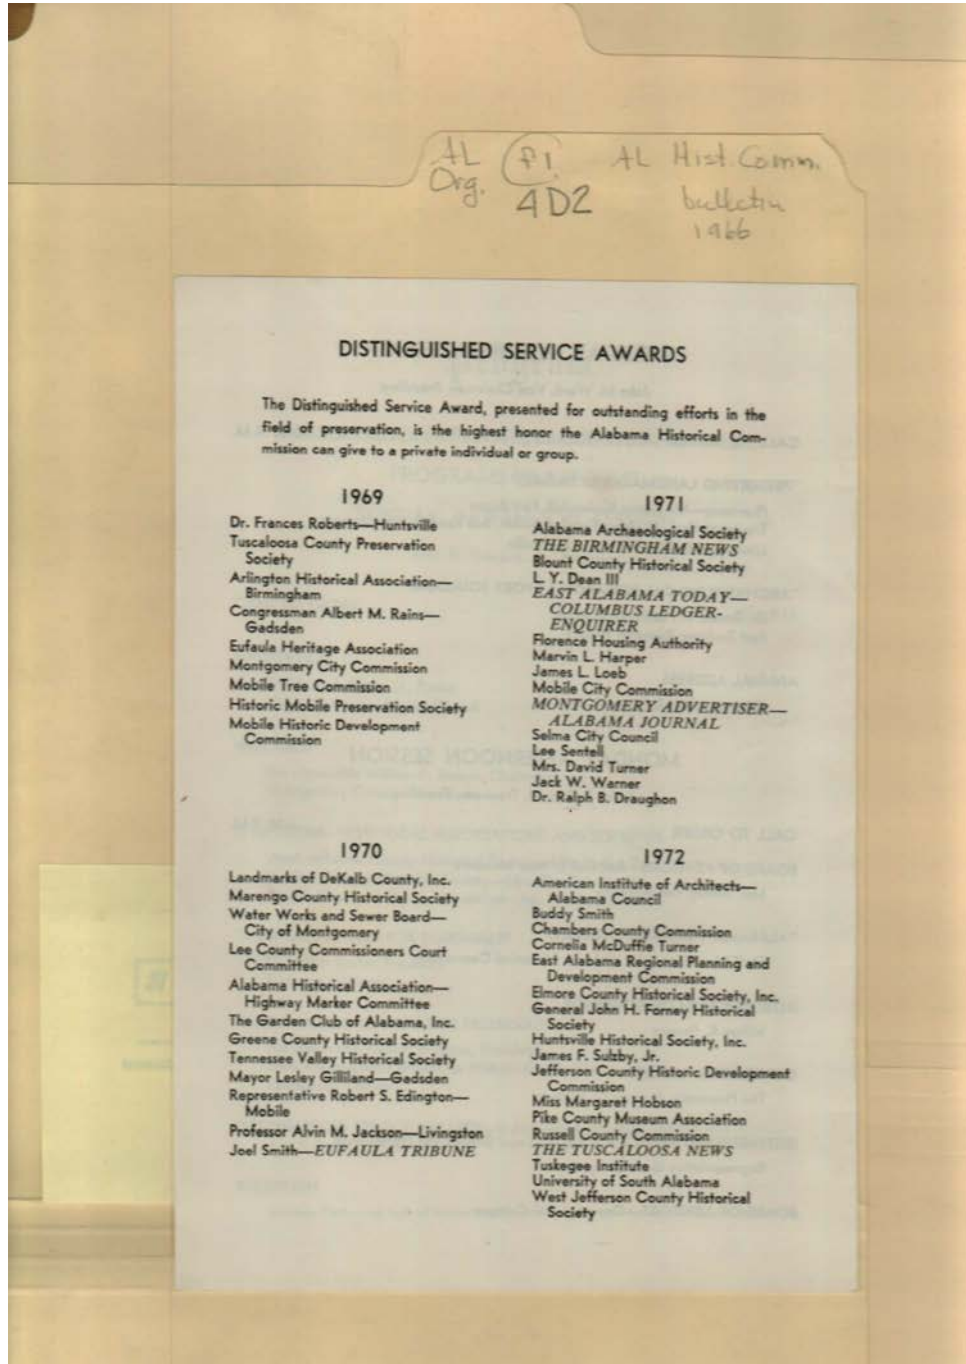 AL
Org.
f1.
4D2
AL Hist. Comm.
bulletin
1966
DISTINGUISHED SERVICE AWARDS
The Distinguished Service Award, presented for outstanding efforts in the
field of preservation, is the highest honor the Alabama Historical Com-
mission can give to a private individual or group.
1969
Dr. Frances Roberts—Huntsville
Tuscaloosa County Preservation
Society
Arlington Historical Association—
Birmingham
Congressman Albert M. Rains—
Gadsden
Eufaula Heritage Association
Montgomery City Commission
Mobile Tree Commission
Historic Mobile Preservation Society
Mobile Historic Development
Commission
1970
Landmarks of DeKalb County, Inc.
Marengo County Historical Society
Water Works and Sewer Board—
City of Montgomery
Lee County Commissioners Court
Committee
Alabama Historical Association—
Highway Marker Committee
The Garden Club of Alabama, Inc.
Greene County Historical Society
Tennessee Valley Historical Society
Mayor Lesley Gilliland—Gadsden
Representative Robert S. Edington—
Mobile
Professor Alvin M. Jackson—Livingston
Joel Smith—EUFAULA TRIBUNE
1971
Alabama Archaeological Society
THE BIRMINGHAM NEWS
Blount County Historical Society
L. Y. Dean III
EAST ALABAMA TODAY—
COLUMBUS LEDGER-
ENQUIRER
Florence Housing Authority
Marvin L. Harper
James L. Loeb
Mobile City Commission
MONTGOMERY ADVERTISER—
ALABAMA JOURNAL
Selma City Council
Lee Sentell
Mrs. David Turner
Jack W. Warner
Dr. Ralph B. Draughon
1972
American Institute of Architects—
Alabama Council
Buddy Smith
Chambers County Commission
Cornelia McDuffie Turner
East Alabama Regional Planning and
Development Commission
Elmore County Historical Society, Inc.
General John H. Forney Historical
Society
Huntsville Historical Society, Inc.
James F. Sulzby, Jr.
Jefferson County Historic Development
Commission
Miss Margaret Hobson
Pike County Museum Association
Russell County Commission
THE TUSCALOOSA NEWS
Tuskegee Institute
University of South Alabama
West Jefferson County Historical
Society